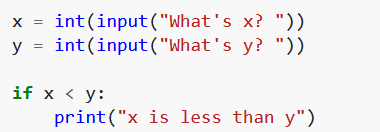 x = int(input("What's x? "))
y = int(input("What's y? "))
if x < y:
    print("x is less than y")